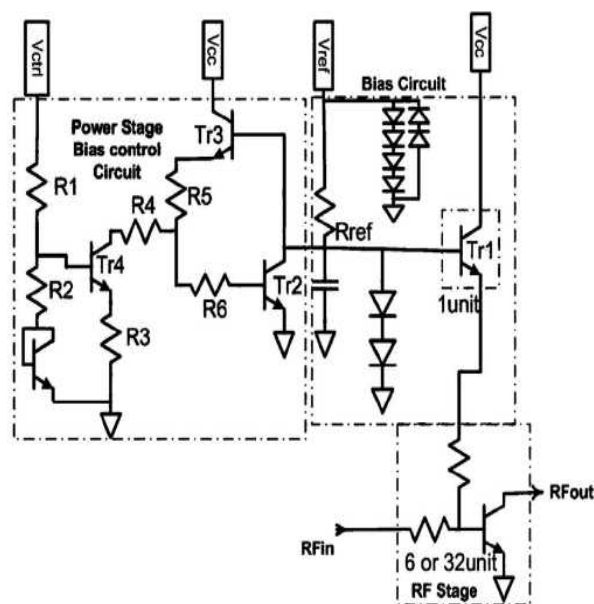 Vctrl
Vcc
Vref
Vcc
Bias Circuit
Power Stage
Bias control
Circuit
Tr3
R1
R4
R5
Rref
Tr4
Tr1
R2
R6
Tr2
1unit
R3
RFout
RFin
6 or 32unit
RF Stage